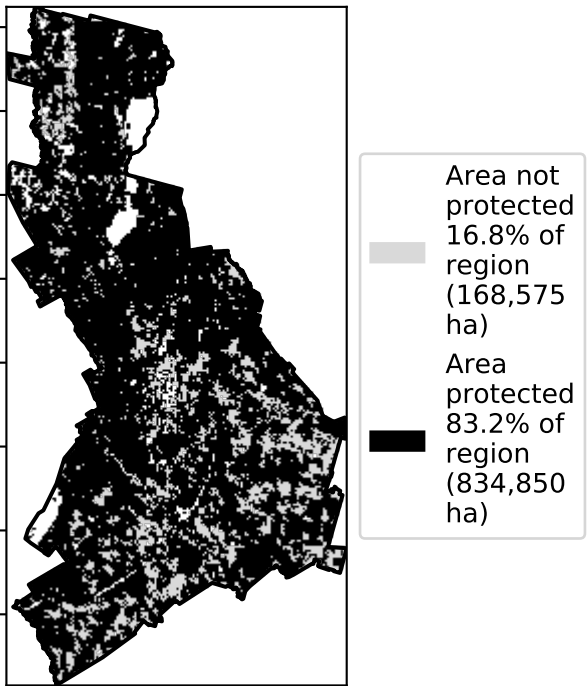 Area not
protected
16.8% of
region
(168,575
ha)
Area
protected
83.2% of
region
(834,850
ha)